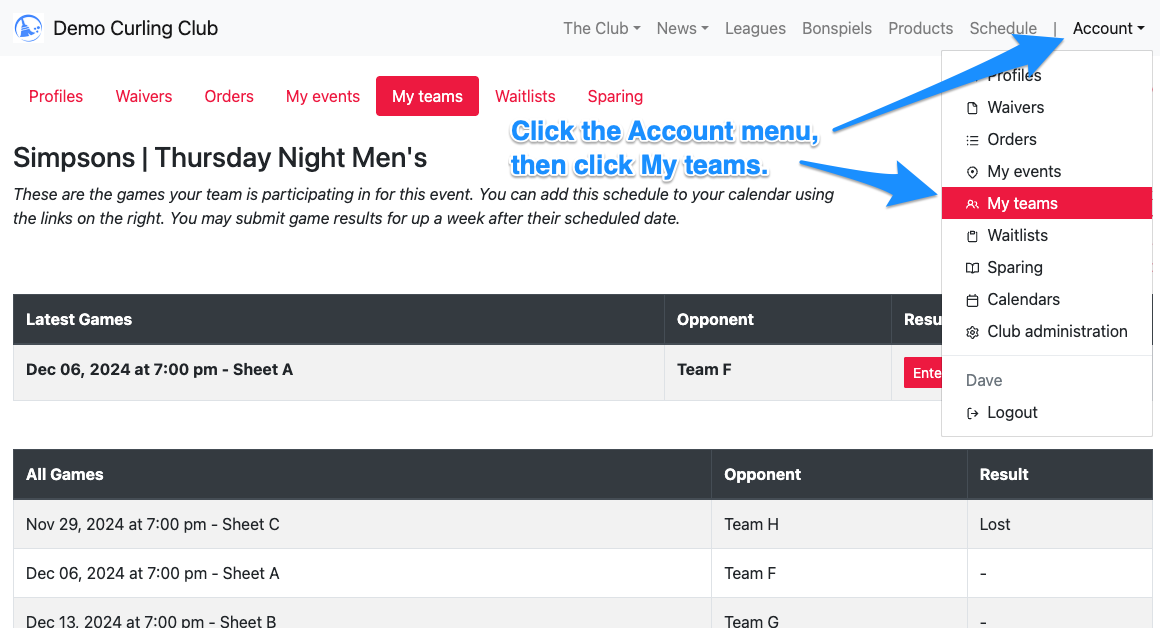 Demo Curling Club
The Club
News
Leagues
Bonspiels
Products
Schedule
|
Account
Profiles
Waivers
Orders
My events
My teams
Waitlists
Sparing
Profiles
Waivers
Orders
My events
My teams
Waitlists
Sparing
Calendars
Club administration
Dave
Logout
Click the Account menu,
then click My teams.
Simpsons | Thursday Night Men's
These are the games your team is participating in for this event. You can add this schedule to your calendar using
the links on the right. You may submit game results for up a week after their scheduled date.
Latest Games Opponent Resu
Dec 06, 2024 at 7:00 pm - Sheet A Team F Ente
All Games Opponent Result
Nov 29, 2024 at 7:00 pm - Sheet C Team H Lost
Dec 06, 2024 at 7:00 pm - Sheet A Team F -
Dec 13, 2024 at 7:00 pm - Sheet B Team G -